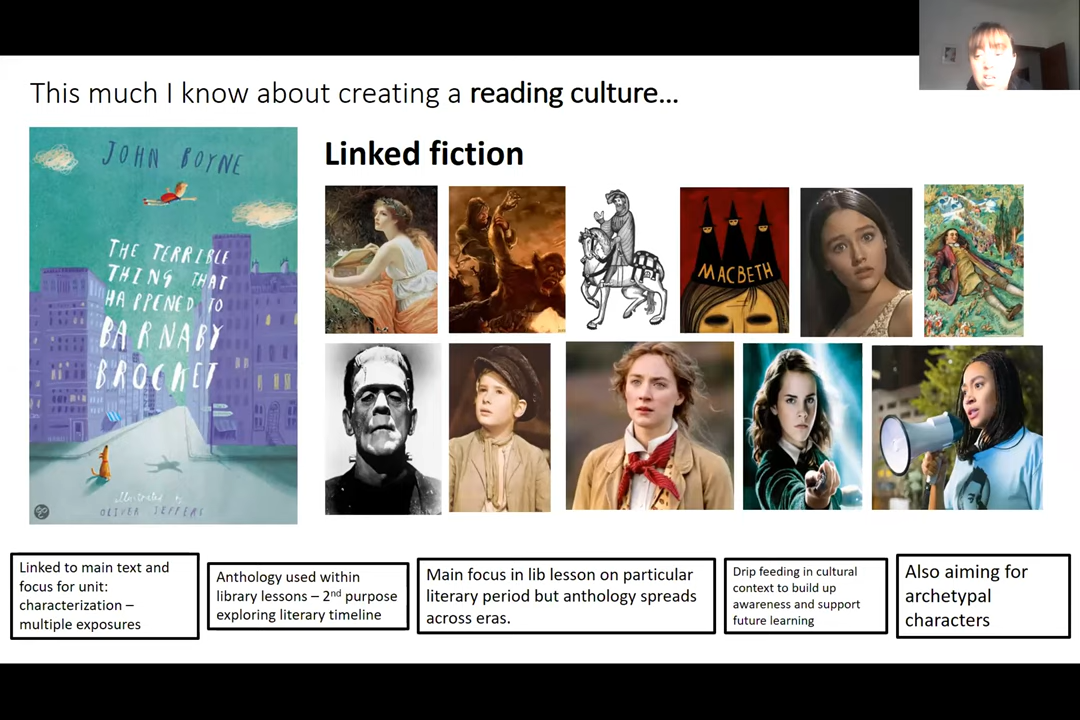 This much I know about creating a reading culture…
JOHN BOYNE
THE TERRIBLE
THING THAT
HAPPENED TO
BARNABY
BROCKET
illustrated by
OLIVER JEFFERS
Linked fiction
MACBETH
Linked to main text and
focus for unit:
characterization –
multiple exposures
Anthology used within
library lessons – 2nd purpose
exploring literary timeline
Main focus in lib lesson on particular
literary period but anthology spreads
across eras.
Drip feeding in cultural
context to build up
awareness and support
future learning
Also aiming for
archetypal
characters